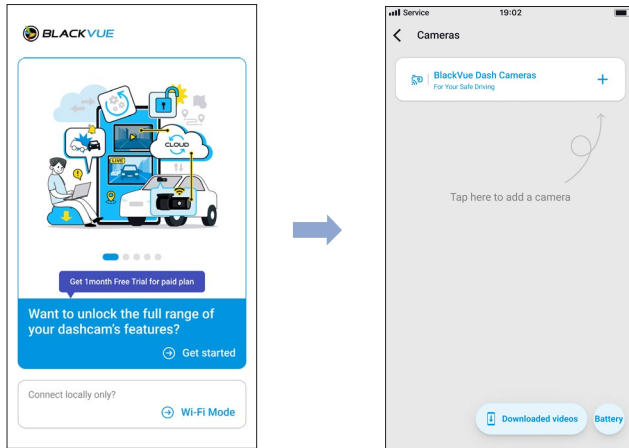 BLACKVUE
CLOUD
LIVE
Get 1month Free Trial for paid plan
Want to unlock the full range of
your dashcam's features?
Get started
Connect locally only?
Wi-Fi Mode
Service 19:02
Cameras
BlackVue Dash Cameras
For Your Safe Driving
Tap here to add a camera
Downloaded videos
Battery